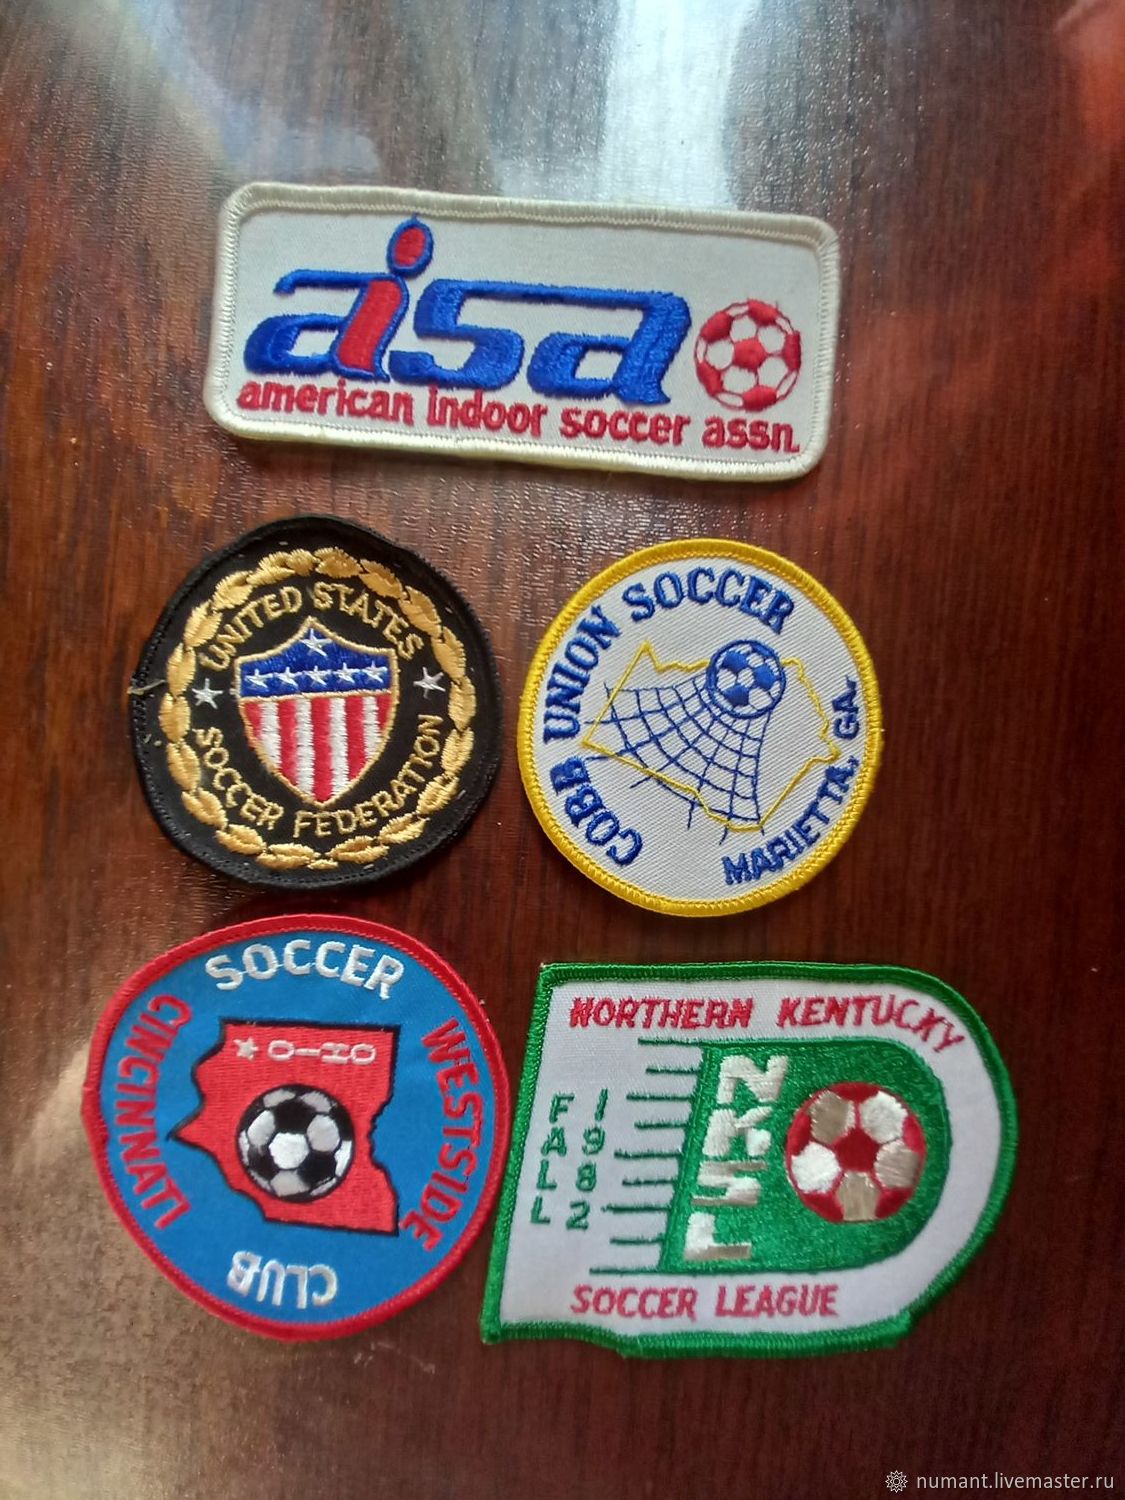 aisa
american indoor soccer assn.
UNITED STATES
SOCCER FEDERATION
COBB UNION SOCCER
MARIETTA, GA.
SOCCER
WESTSIDE
CINCINNATI
OHIO
CLUB
NORTHERN KENTUCKY
NKSL
FALL
1982
SOCCER LEAGUE
numant.livemaster.ru